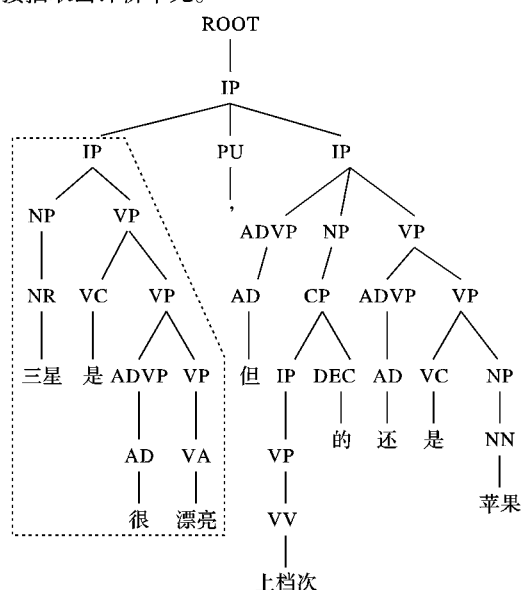 ROOT
IP
IP PU IP
NP VP ， ADVP NP VP
NR VC VP AD CP ADVP VP
三星 是 ADVP VP 但 IP DEC AD VC NP
的 还 是 NN
AD VA VP
苹果
很 漂亮 VV
上档次